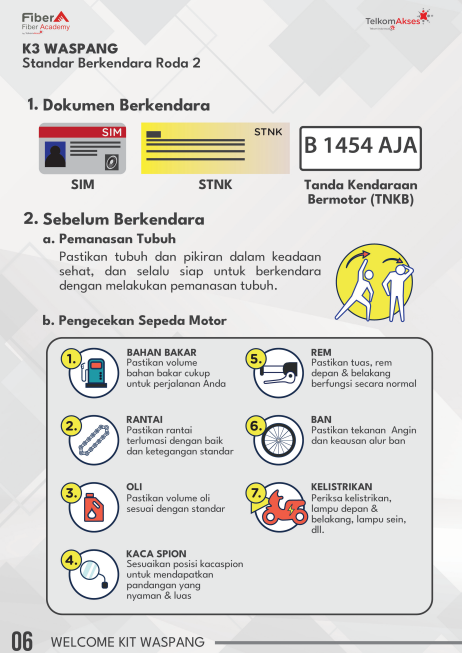 FiberA
Fiber Academy
TelkomAkses
K3 WASPANG
Standar Berkendara Roda 2
1. Dokumen Berkendara
SIM
STNK
B 1454 AJA
SIM
STNK
Tanda Kendaraan
Bermotor (TNKB)
2. Sebelum Berkendara
a. Pemanasan Tubuh
Pastikan tubuh dan pikiran dalam keadaan
sehat, dan selalu siap untuk berkendara
dengan melakukan pemanasan tubuh.
b. Pengecekan Sepeda Motor
1.
BAHAN BAKAR
Pastikan volume
bahan bakar cukup
untuk perjalanan Anda
2.
RANTAI
Pastikan rantai
terlumasi dengan baik
dan ketegangan standar
3.
OLI
Pastikan volume oli
sesuai dengan standar
4.
KACA SPION
Sesuaikan posisi kacaspion
untuk mendapatkan
pandangan yang
nyaman & luas
5.
REM
Pastikan tuas, rem
depan & belakang
berfungsi secara normal
6.
BAN
Pastikan tekanan Angin
dan keausan alur ban
7.
KELISTRIKAN
Periksa kelistrikan,
lampu depan &
belakang, lampu sein,
dll.
06 WELCOME KIT WASPANG